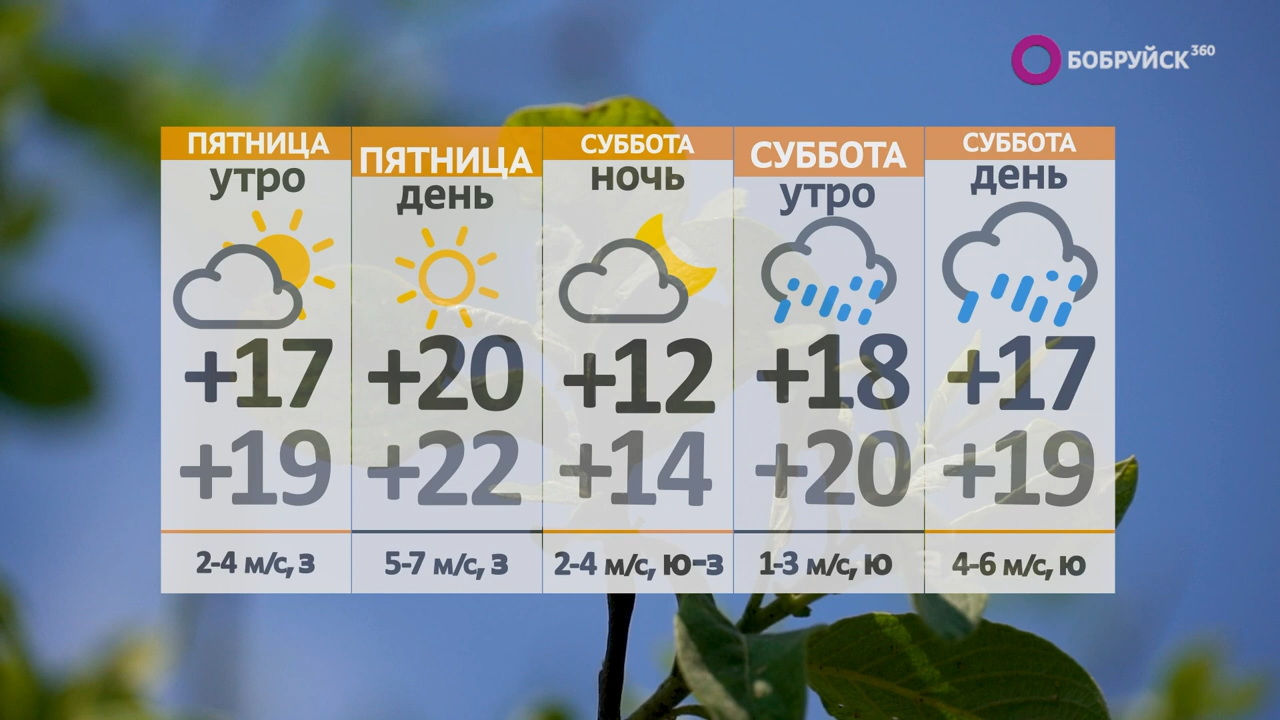 БОБРУЙСК360
ПЯТНИЦА
утро
+17
+19
2-4 м/с, З
ПЯТНИЦА
день
+20
+22
5-7 м/с, З
СУББОТА
ночь
+12
+14
2-4 м/с, Ю-З
СУББОТА
утро
+18
+20
1-3 м/с, Ю
СУББОТА
день
+17
+19
4-6 м/с, Ю